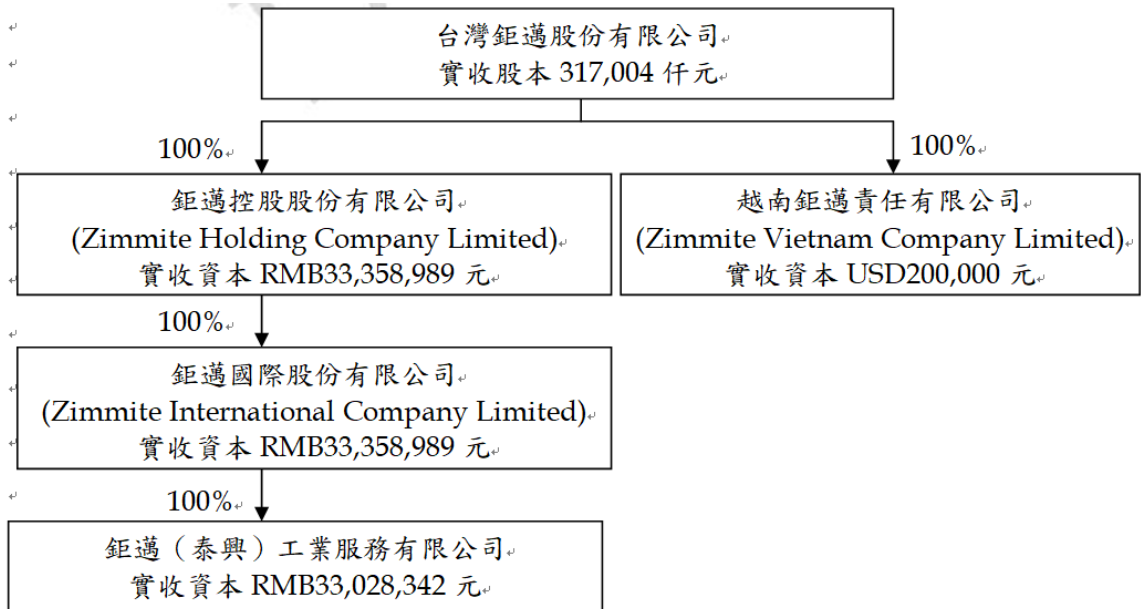 台灣鉅邁股份有限公司
實收股本 317,004 仟元
100%
100%
鉅邁控股股份有限公司
(Zimmite Holding Company Limited)
實收資本 RMB33,358,989 元
越南鉅邁責任有限公司
(Zimmite Vietnam Company Limited)
實收資本 USD200,000 元
100%
鉅邁國際股份有限公司
(Zimmite International Company Limited)
實收資本 RMB33,358,989 元
100%
鉅邁（泰興）工業服務有限公司
實收資本 RMB33,028,342 元